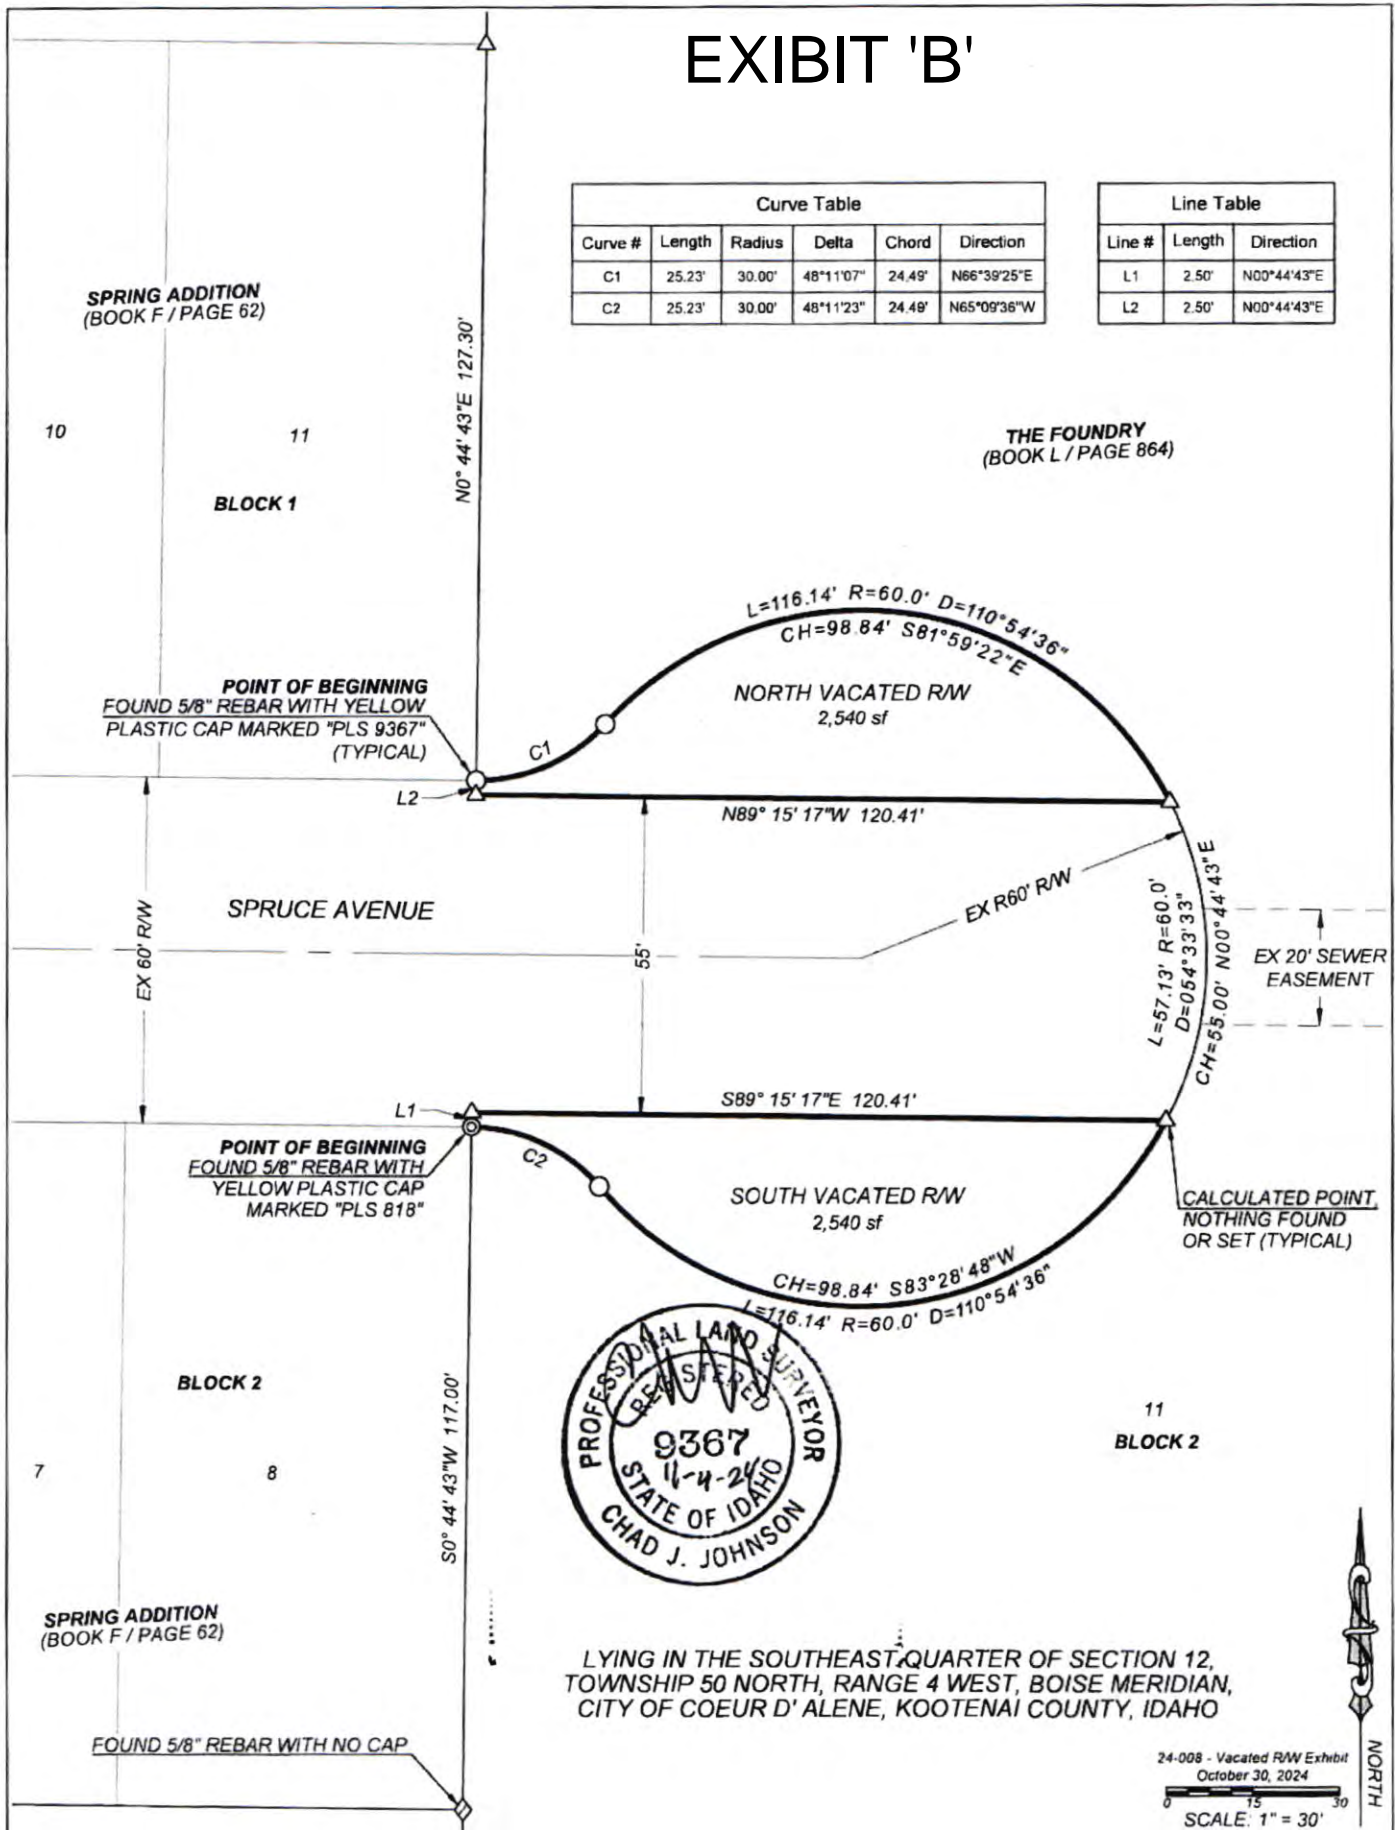 EXIBIT 'B'
Curve Table
Curve # Length Radius Delta Chord Direction
C1 25.23' 30.00' 48°11'07" 24.49' N66°39'25"E
C2 25.23' 30.00' 48°11'23" 24.49' N65°09'36"W
Line Table
Line # Length Direction
L1 2.50' N00°44'43"E
L2 2.50' N00°44'43"E
SPRING ADDITION
(BOOK F / PAGE 62)
N0° 44' 43"E 127.30'
10
11
BLOCK 1
THE FOUNDRY
(BOOK L / PAGE 864)
L=116.14' R=60.0' D=110°54'36"
CH=98.84' S81°59'22"E
NORTH VACATED R/W
2,540 sf
POINT OF BEGINNING
FOUND 5/8" REBAR WITH YELLOW
PLASTIC CAP MARKED "PLS 9367"
(TYPICAL)
C1
L2
N89° 15' 17"W 120.41'
EX 60' R/W
SPRUCE AVENUE
55'
EX R60' R/W
L=57.13' R=60.0'
D=054°33'33"
CH=55.00' N00°44'43"E
EX 20' SEWER
EASEMENT
L1
S89° 15' 17"E 120.41'
POINT OF BEGINNING
FOUND 5/8" REBAR WITH
YELLOW PLASTIC CAP
MARKED "PLS 818"
C2
SOUTH VACATED R/W
2,540 sf
CALCULATED POINT,
NOTHING FOUND
OR SET (TYPICAL)
CH=98.84' S83°28'48"W
L=116.14' R=60.0' D=110°54'36"
PROFESSIONAL LAND SURVEYOR
REGISTERED
9367
11-4-24
STATE OF IDAHO
CHAD J. JOHNSON
BLOCK 2
7
8
S0° 44' 43"W 117.00'
11
BLOCK 2
SPRING ADDITION
(BOOK F / PAGE 62)
LYING IN THE SOUTHEAST QUARTER OF SECTION 12,
TOWNSHIP 50 NORTH, RANGE 4 WEST, BOISE MERIDIAN,
CITY OF COEUR D' ALENE, KOOTENAI COUNTY, IDAHO
FOUND 5/8" REBAR WITH NO CAP
24-008 - Vacated R/W Exhibit
October 30, 2024
0 15 30
SCALE: 1" = 30'
NORTH